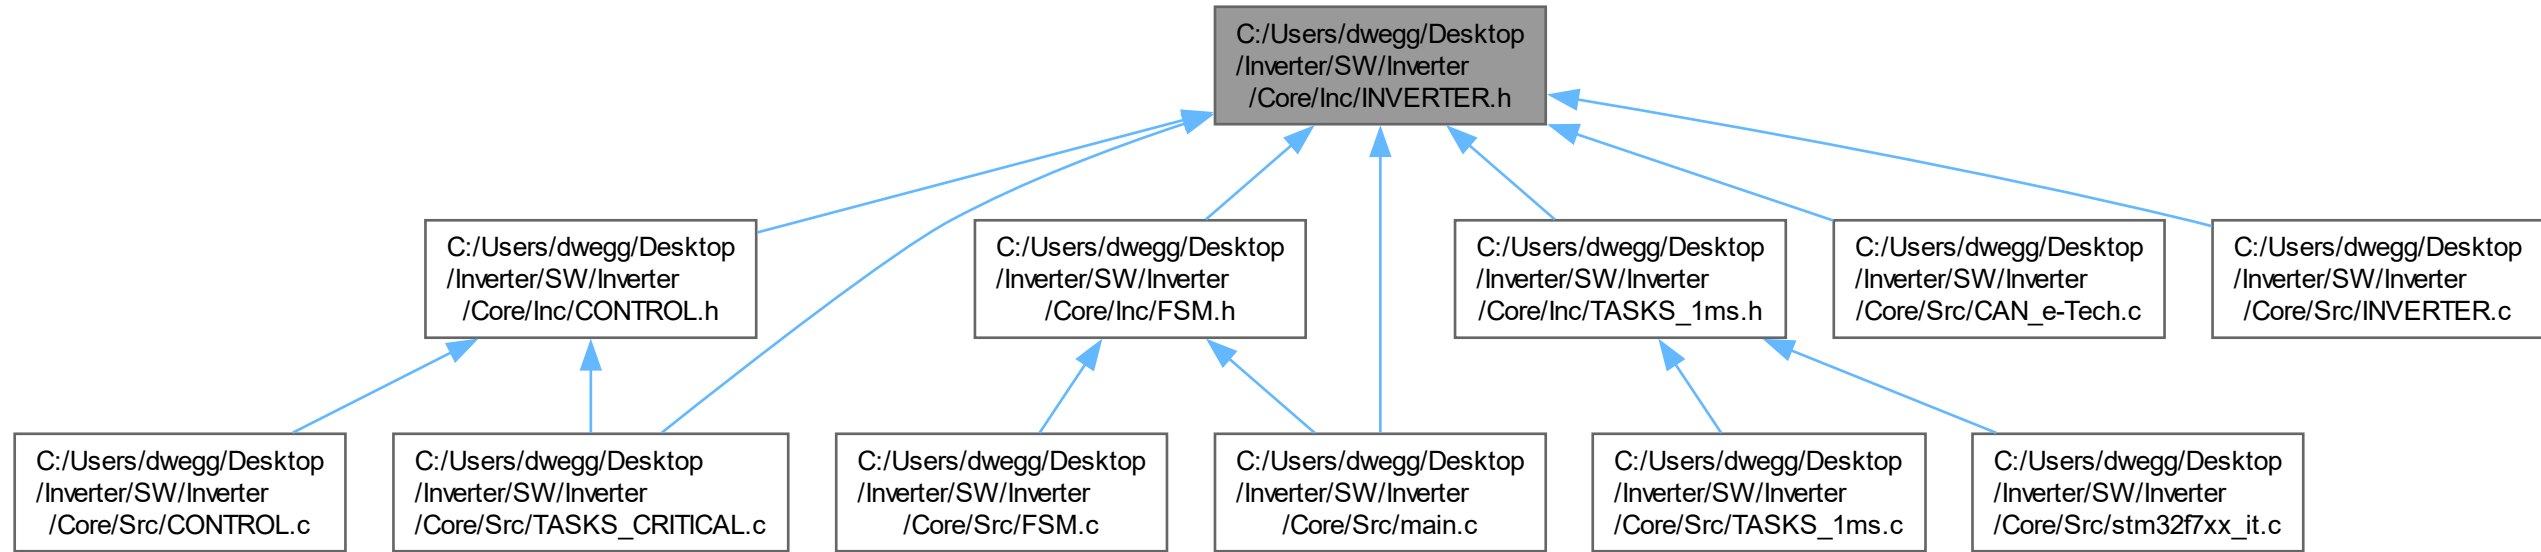 C:/Users/dwegg/Desktop
/Inverter/SW/Inverter
/Core/Inc/INVERTER.h
C:/Users/dwegg/Desktop
/Inverter/SW/Inverter
/Core/Inc/CONTROL.h
C:/Users/dwegg/Desktop
/Inverter/SW/Inverter
/Core/Inc/FSM.h
C:/Users/dwegg/Desktop
/Inverter/SW/Inverter
/Core/Inc/TASKS_1ms.h
C:/Users/dwegg/Desktop
/Inverter/SW/Inverter
/Core/Src/CAN_e-Tech.c
C:/Users/dwegg/Desktop
/Inverter/SW/Inverter
/Core/Src/INVERTER.c
C:/Users/dwegg/Desktop
/Inverter/SW/Inverter
/Core/Src/CONTROL.c
C:/Users/dwegg/Desktop
/Inverter/SW/Inverter
/Core/Src/TASKS_CRITICAL.c
C:/Users/dwegg/Desktop
/Inverter/SW/Inverter
/Core/Src/FSM.c
C:/Users/dwegg/Desktop
/Inverter/SW/Inverter
/Core/Src/main.c
C:/Users/dwegg/Desktop
/Inverter/SW/Inverter
/Core/Src/TASKS_1ms.c
C:/Users/dwegg/Desktop
/Inverter/SW/Inverter
/Core/Src/stm32f7xx_it.c